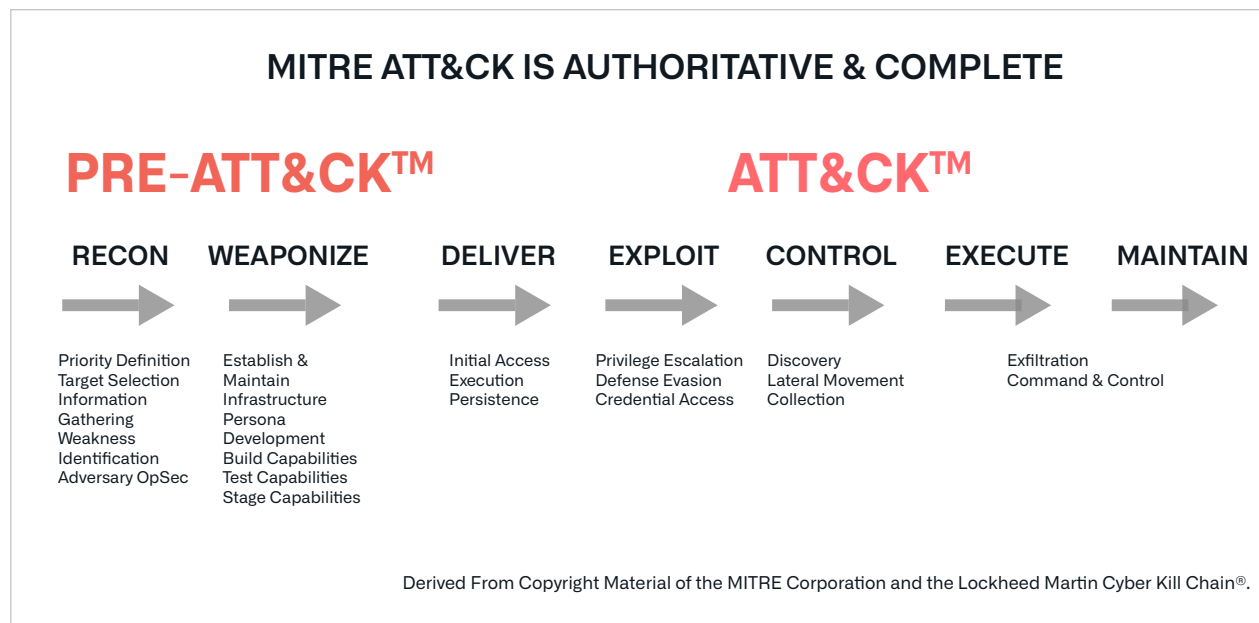 MITRE ATT&CK IS AUTHORITATIVE & COMPLETE
PRE-ATT&CK™
ATT&CK™
RECON
WEAPONIZE
DELIVER
EXPLOIT
CONTROL
EXECUTE
MAINTAIN
Priority Definition
Target Selection
Information
Gathering
Weakness
Identification
Adversary OpSec
Establish &
Maintain
Infrastructure
Persona
Development
Build Capabilities
Test Capabilities
Stage Capabilities
Initial Access
Execution
Persistence
Privilege Escalation
Defense Evasion
Credential Access
Discovery
Lateral Movement
Collection
Exfiltration
Command & Control
Derived From Copyright Material of the MITRE Corporation and the Lockheed Martin Cyber Kill Chain®.